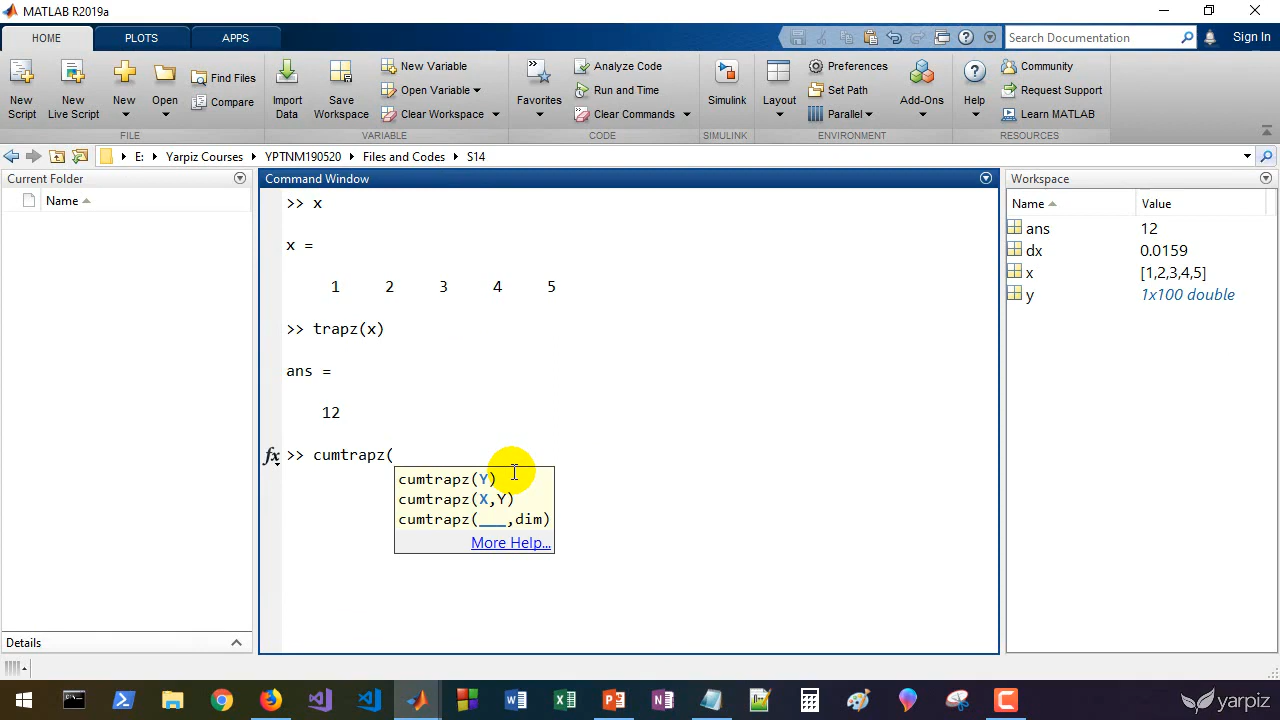 MATLAB R2019a
HOME PLOTS APPS
Search Documentation
Sign In
New Script
New Live Script
New
Open
Find Files
Compare
FILE
Import Data
Save Workspace
New Variable
Open Variable
Clear Workspace
VARIABLE
Favorites
Analyze Code
Run and Time
Clear Commands
CODE
Simulink
SIMULINK
Layout
Preferences
Set Path
Parallel
Add-Ons
ENVIRONMENT
Help
Community
Request Support
Learn MATLAB
RESOURCES
E: Yarpiz Courses YPTNM190520 Files and Codes S14
Current Folder
Name
Details
Command Window
>> x
x =
1 2 3 4 5
>> trapz(x)
ans =
12
fx >> cumtrapz(
cumtrapz(Y)
cumtrapz(X,Y)
cumtrapz(___,dim)
More Help...
Workspace
Name Value
ans 12
dx 0.0159
x [1,2,3,4,5]
y 1x100 double
yarpiz